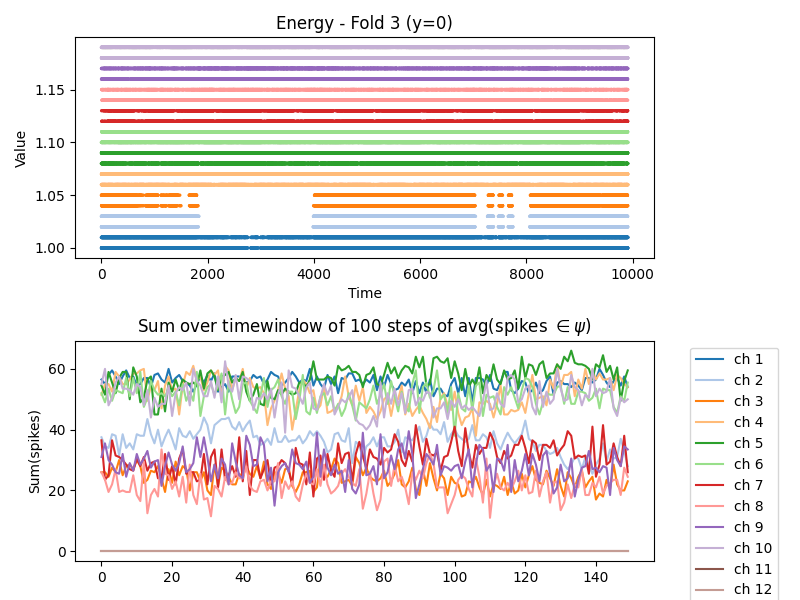 Energy - Fold 3 (y=0)
Value
1.15
1.10
1.05
1.00
0 2000 4000 6000 8000 10000
Time
Sum over timewindow of 100 steps of avg(spikes ∈ψ)
Sum(spikes)
60
40
20
0
0 20 40 60 80 100 120 140
ch 1
ch 2
ch 3
ch 4
ch 5
ch 6
ch 7
ch 8
ch 9
ch 10
ch 11
ch 12